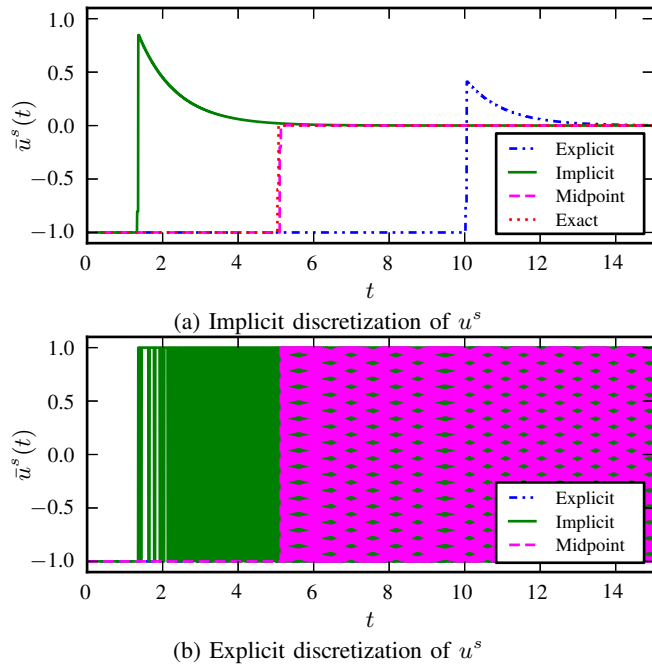 1.0
0.5
0.0
−0.5
−1.0
ū^s(t)
Explicit
Implicit
Midpoint
Exact
0 2 4 6 8 10 12 14
t
(a) Implicit discretization of u^s
1.0
0.5
0.0
−0.5
−1.0
ū^s(t)
Explicit
Implicit
Midpoint
0 2 4 6 8 10 12 14
t
(b) Explicit discretization of u^s